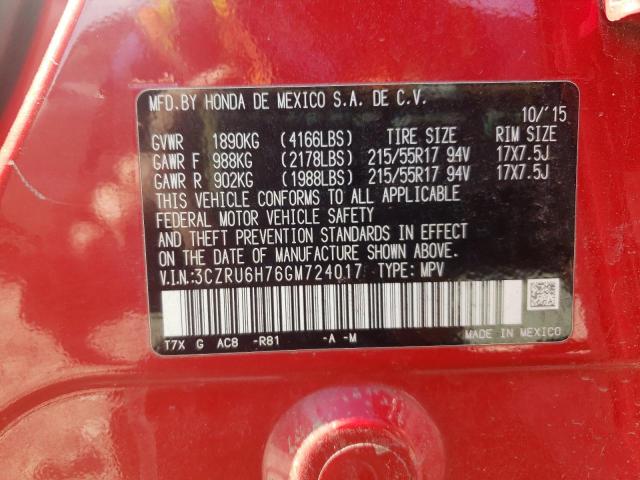 MFD.BY HONDA DE MEXICO S.A. DE C.V.
10/'15
GVWR 1890KG (4166LBS) TIRE SIZE RIM SIZE
GAWR F 988KG (2178LBS) 215/55R17 94V 17X7.5J
GAWR R 902KG (1988LBS) 215/55R17 94V 17X7.5J
THIS VEHICLE CONFORMS TO ALL APPLICABLE
FEDERAL MOTOR VEHICLE SAFETY
AND THEFT PREVENTION STANDARDS IN EFFECT
ON THE DATE OF MANUFACTURE SHOWN ABOVE.
V.I.N.:3CZRU6H76GM724017 TYPE: MPV
T7X G AC8 -R81 -A -M MADE IN MEXICO